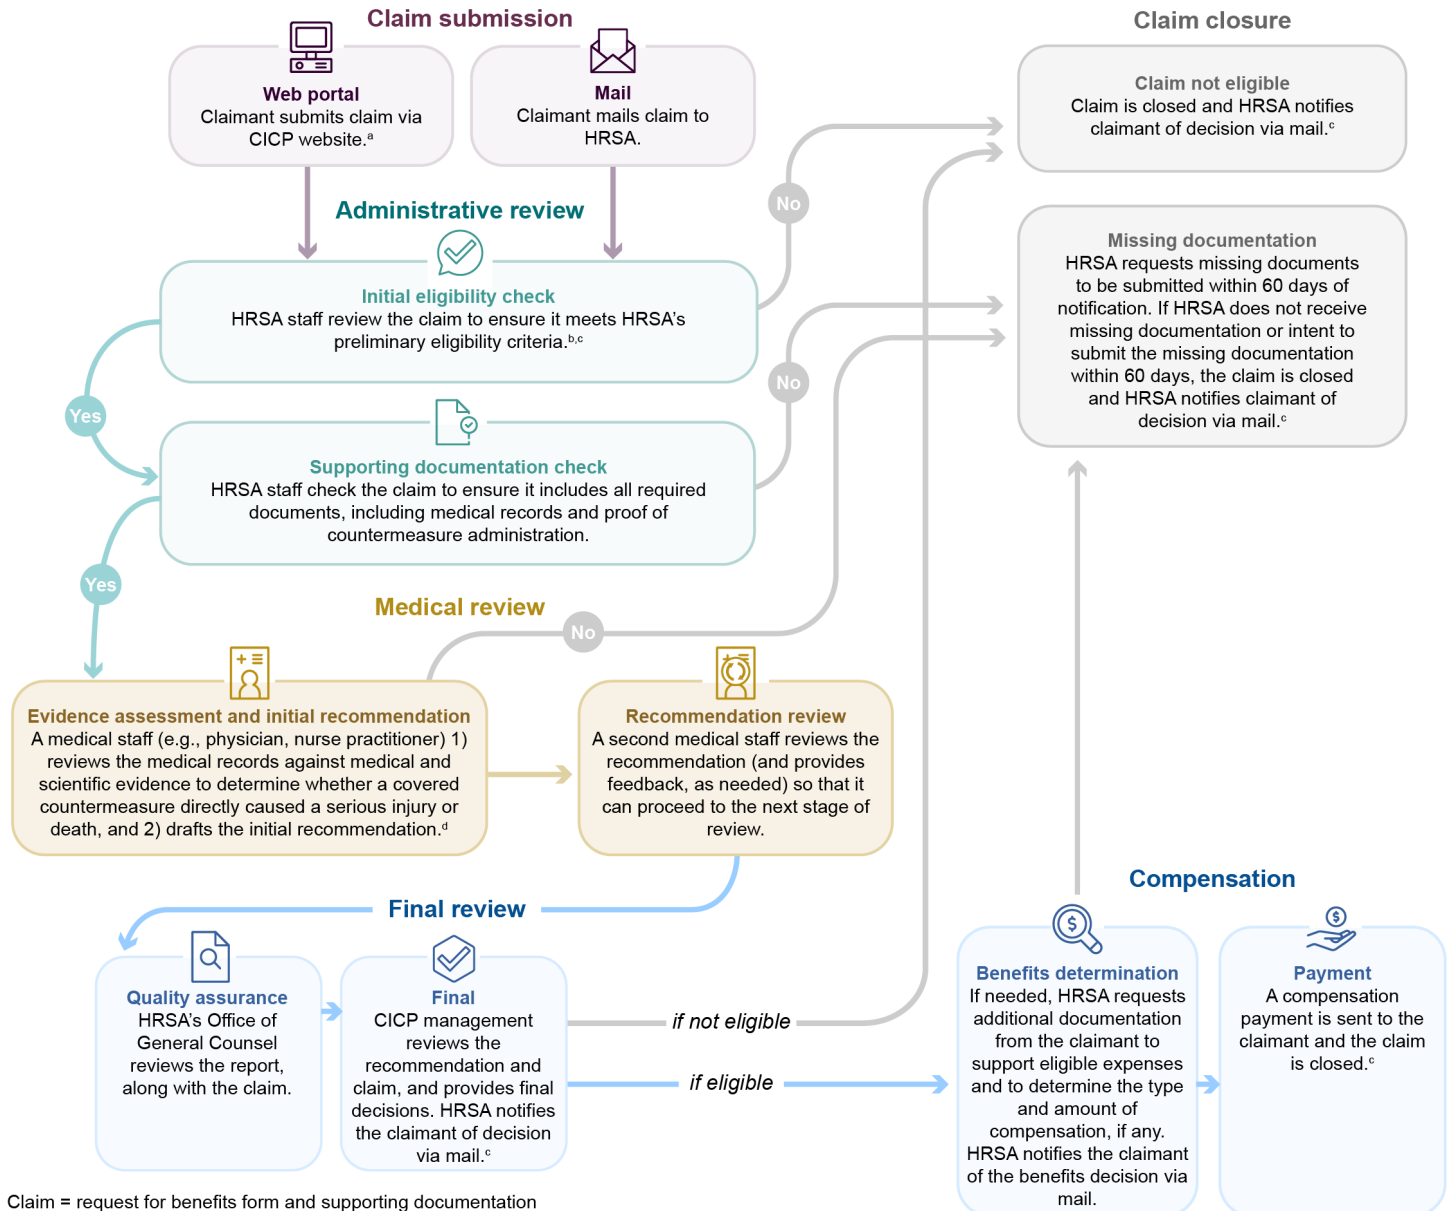 Claim submission
Web portal
Claimant submits claim via
CICP website.a
Mail
Claimant mails claim to
HRSA.
Claim closure
Claim not eligible
Claim is closed and HRSA notifies
claimant of decision via mail.c
No
Administrative review
Initial eligibility check
HRSA staff review the claim to ensure it meets HRSA’s
preliminary eligibility criteria.b,c
Missing documentation
HRSA requests missing documents
to be submitted within 60 days of
notification. If HRSA does not receive
missing documentation or intent to
submit the missing documentation
within 60 days, the claim is closed
and HRSA notifies claimant of
decision via mail.c
No
Yes
Supporting documentation check
HRSA staff check the claim to ensure it includes all required
documents, including medical records and proof of
countermeasure administration.
Yes
Medical review
No
Evidence assessment and initial recommendation
A medical staff (e.g., physician, nurse practitioner) 1)
reviews the medical records against medical and
scientific evidence to determine whether a covered
countermeasure directly caused a serious injury or
death, and 2) drafts the initial recommendation.d
Recommendation review
A second medical staff reviews the
recommendation (and provides
feedback, as needed) so that it
can proceed to the next stage of
review.
Final review
Quality assurance
HRSA’s Office of
General Counsel
reviews the report,
along with the claim.
Final
CICP management
reviews the
recommendation and
claim, and provides final
decisions. HRSA notifies
the claimant of decision
via mail.c
if not eligible
if eligible
Compensation
Benefits determination
If needed, HRSA requests
additional documentation
from the claimant to
support eligible expenses
and to determine the type
and amount of
compensation, if any.
HRSA notifies the claimant
of the benefits decision via
mail.
Payment
A compensation
payment is sent to the
claimant and the claim
is closed.c
Claim = request for benefits form and supporting documentation